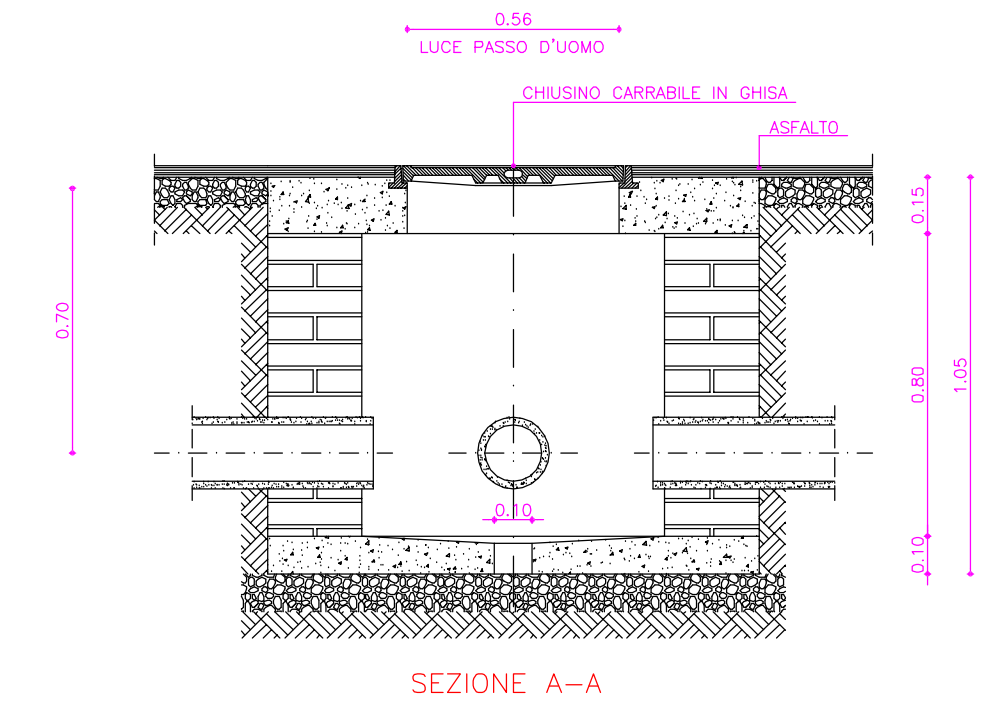 0.56
LUCE PASSO D'UOMO
CHIUSINO CARRABILE IN GHISA
ASFALTO
0.15
0.70
0.80
1.05
0.10
0.10
SEZIONE A-A